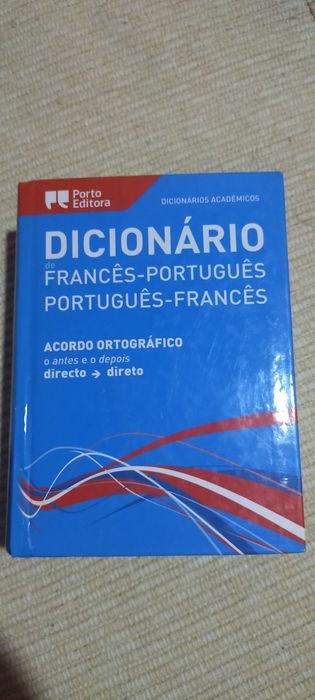 Porto
Editora
DICIONÁRIOS ACADÉMICOS
DICIONÁRIO
de
FRANCÊS-PORTUGUÊS
PORTUGUÊS-FRANCÊS
ACORDO ORTOGRÁFICO
o antes e o depois
directo → direto